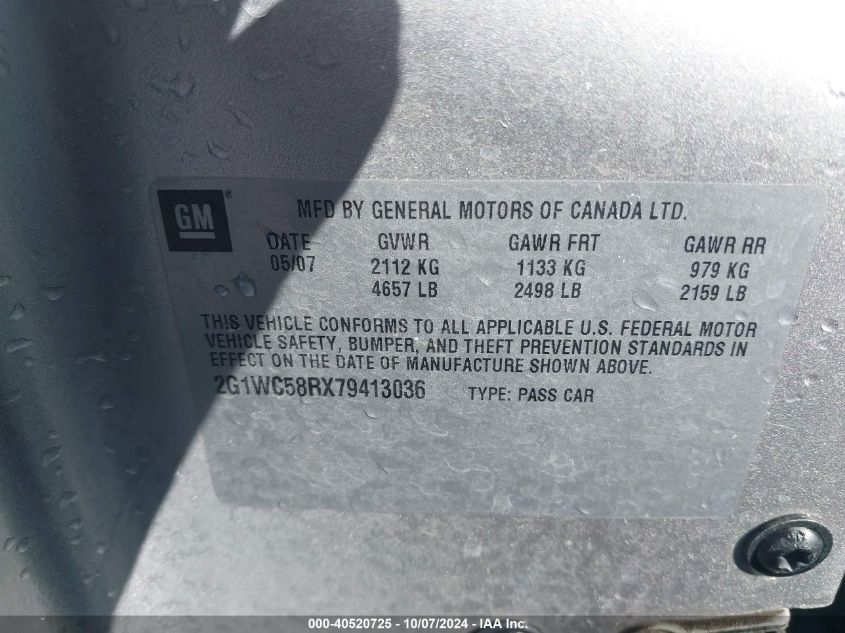 GM ®
MFD BY GENERAL MOTORS OF CANADA LTD.
DATE GVWR GAWR FRT GAWR RR
05/07 2112 KG 1133 KG 979 KG
4657 LB 2498 LB 2159 LB
THIS VEHICLE CONFORMS TO ALL APPLICABLE U.S. FEDERAL MOTOR
VEHICLE SAFETY, BUMPER, AND THEFT PREVENTION STANDARDS IN
EFFECT ON THE DATE OF MANUFACTURE SHOWN ABOVE.
2G1WC58RX79413036 TYPE: PASS CAR
000-40520725 - 10/07/2024 - IAA Inc.